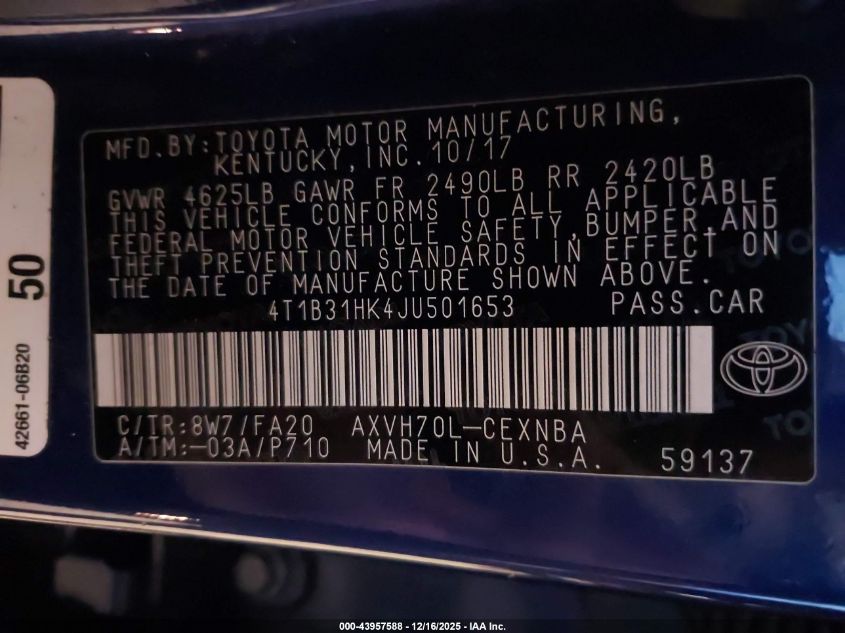 MFD.BY:TOYOTA MOTOR MANUFACTURING,
KENTUCKY,INC.10/17
GVWR 4625LB GAWR FR 2490LB RR 2420LB
THIS VEHICLE CONFORMS TO ALL APPLICABLE
FEDERAL MOTOR VEHICLE SAFETY,BUMPER,AND
THEFT PREVENTION STANDARDS IN EFFECT ON
THE DATE OF MANUFACTURE SHOWN ABOVE.
4T1B31HK4JU501653 PASS.CAR
C/TR:8W7/FA20 AXVH70L-CEXNBA
A/TM:-03A/P710 MADE IN U.S.A. 59137
50
42661-06B20
000-43957588 - 12/16/2025 - IAA Inc.